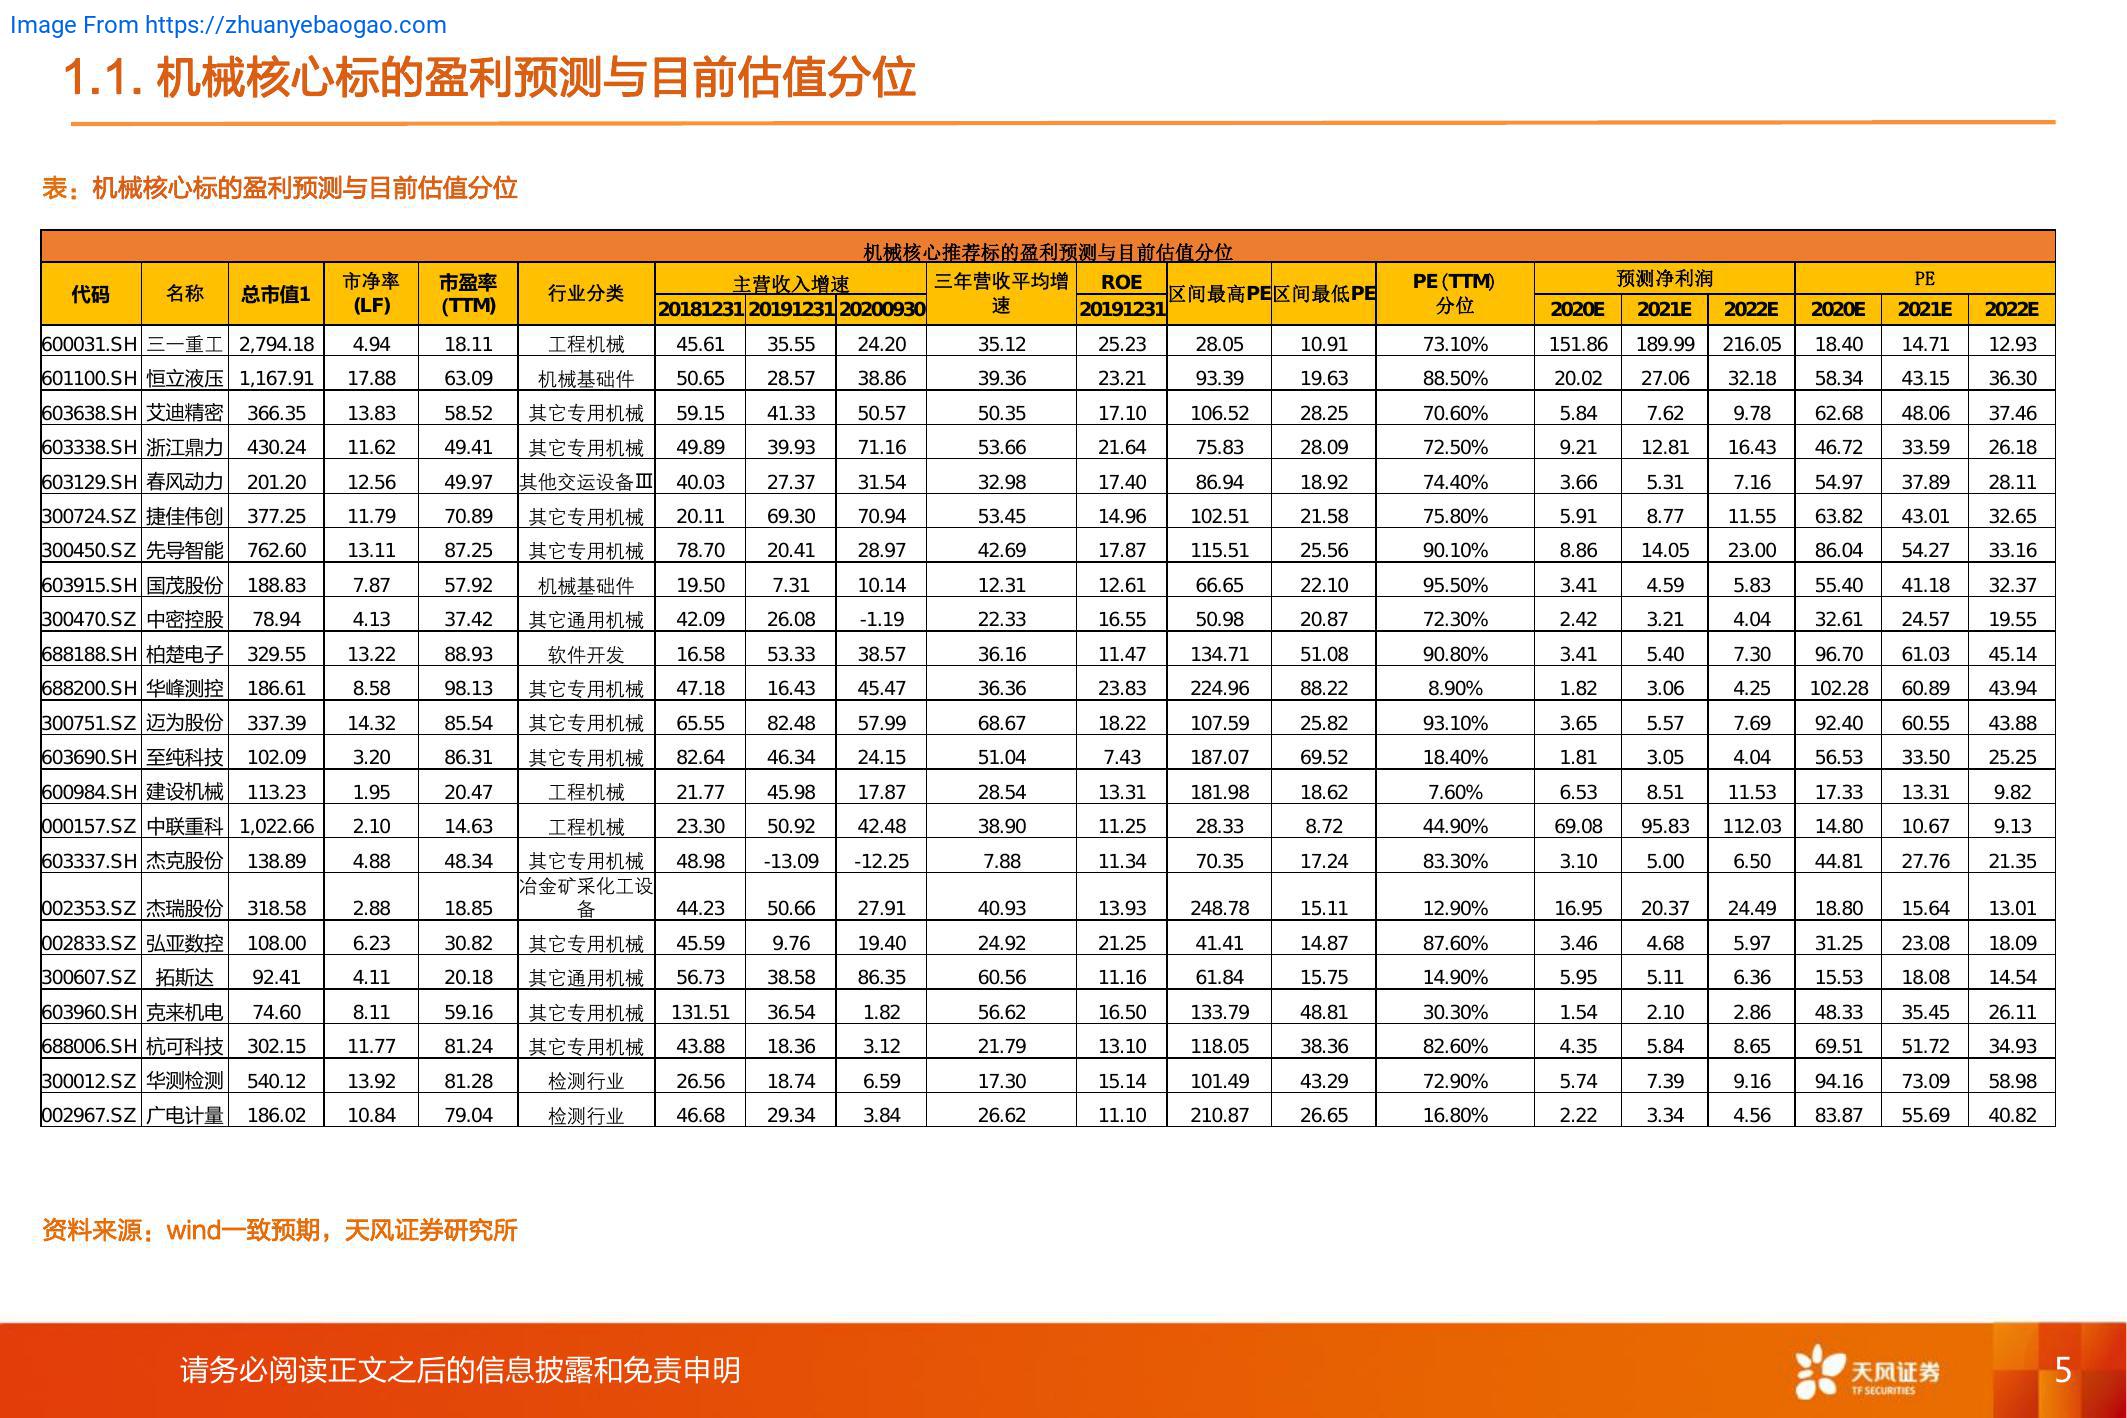 Image From https://zhuanyebaogao.com
1.1. 机械核心标的盈利预测与目前估值分位
表：机械核心标的盈利预测与目前估值分位
机械核心推荐标的盈利预测与目前估值分位
代码 名称 总市值1 市净率(LF) 市盈率(TTM) 行业分类 主营收入增速 三年营收平均增速 ROE 区间最高PE 区间最低PE PE (TTM)分位 预测净利润 PE
20181231 20191231 20200930 20191231 2020E 2021E 2022E 2020E 2021E 2022E
600031.SH 三一重工 2,794.18 4.94 18.11 工程机械 45.61 35.55 24.20 35.12 25.23 28.05 10.91 73.10% 151.86 189.99 216.05 18.40 14.71 12.93
601100.SH 恒立液压 1,167.91 17.88 63.09 机械基础件 50.65 28.57 38.86 39.36 23.21 93.39 19.63 88.50% 20.02 27.06 32.18 58.34 43.15 36.30
603638.SH 艾迪精密 366.35 13.83 58.52 其它专用机械 59.15 41.33 50.57 50.35 17.10 106.52 28.25 70.60% 5.84 7.62 9.78 62.68 48.06 37.46
603338.SH 浙江鼎力 430.24 11.62 49.41 其它专用机械 49.89 39.93 71.16 53.66 21.64 75.83 28.09 72.50% 9.21 12.81 16.43 46.72 33.59 26.18
603129.SH 春风动力 201.20 12.56 49.97 其他交运设备Ⅲ 40.03 27.37 31.54 32.98 17.40 86.94 18.92 74.40% 3.66 5.31 7.16 54.97 37.89 28.11
300724.SZ 捷佳伟创 377.25 11.79 70.89 其它专用机械 20.11 69.30 70.94 53.45 14.96 102.51 21.58 75.80% 5.91 8.77 11.55 63.82 43.01 32.65
300450.SZ 先导智能 762.60 13.11 87.25 其它专用机械 78.70 20.41 28.97 42.69 17.87 115.51 25.56 90.10% 8.86 14.05 23.00 86.04 54.27 33.16
603915.SH 国茂股份 188.83 7.87 57.92 机械基础件 19.50 7.31 10.14 12.31 12.61 66.65 22.10 95.50% 3.41 4.59 5.83 55.40 41.18 32.37
300470.SZ 中密控股 78.94 4.13 37.42 其它通用机械 42.09 26.08 -1.19 22.33 16.55 50.98 20.87 72.30% 2.42 3.21 4.04 32.61 24.57 19.55
688188.SH 柏楚电子 329.55 13.22 88.93 软件开发 16.58 53.33 38.57 36.16 11.47 134.71 51.08 90.80% 3.41 5.40 7.30 96.70 61.03 45.14
688200.SH 华峰测控 186.61 8.58 98.13 其它专用机械 47.18 16.43 45.47 36.36 23.83 224.96 88.22 8.90% 1.82 3.06 4.25 102.28 60.89 43.94
300751.SZ 迈为股份 337.39 14.32 85.54 其它专用机械 65.55 82.48 57.99 68.67 18.22 107.59 25.82 93.10% 3.65 5.57 7.69 92.40 60.55 43.88
603690.SH 至纯科技 102.09 3.20 86.31 其它专用机械 82.64 46.34 24.15 51.04 7.43 187.07 69.52 18.40% 1.81 3.05 4.04 56.53 33.50 25.25
600984.SH 建设机械 113.23 1.95 20.47 工程机械 21.77 45.98 17.87 28.54 13.31 181.98 18.62 7.60% 6.53 8.51 11.53 17.33 13.31 9.82
000157.SZ 中联重科 1,022.66 2.10 14.63 工程机械 23.30 50.92 42.48 38.90 11.25 28.33 8.72 44.90% 69.08 95.83 112.03 14.80 10.67 9.13
603337.SH 杰克股份 138.89 4.88 48.34 其它专用机械 48.98 -13.09 -12.25 7.88 11.34 70.35 17.24 83.30% 3.10 5.00 6.50 44.81 27.76 21.35
002353.SZ 杰瑞股份 318.58 2.88 18.85 冶金矿采化工设备 44.23 50.66 27.91 40.93 13.93 248.78 15.11 12.90% 16.95 20.37 24.49 18.80 15.64 13.01
002833.SZ 弘亚数控 108.00 6.23 30.82 其它专用机械 45.59 9.76 19.40 24.92 21.25 41.41 14.87 87.60% 3.46 4.68 5.97 31.25 23.08 18.09
300607.SZ 拓斯达 92.41 4.11 20.18 其它通用机械 56.73 38.58 86.35 60.56 11.16 61.84 15.75 14.90% 5.95 5.11 6.36 15.53 18.08 14.54
603960.SH 克来机电 74.60 8.11 59.16 其它专用机械 131.51 36.54 1.82 56.62 16.50 133.79 48.81 30.30% 1.54 2.10 2.86 48.33 35.45 26.11
688006.SH 杭可科技 302.15 11.77 81.24 其它专用机械 43.88 18.36 3.12 21.79 13.10 118.05 38.36 82.60% 4.35 5.84 8.65 69.51 51.72 34.93
300012.SZ 华测检测 540.12 13.92 81.28 检测行业 26.56 18.74 6.59 17.30 15.14 101.49 43.29 72.90% 5.74 7.39 9.16 94.16 73.09 58.98
002967.SZ 广电计量 186.02 10.84 79.04 检测行业 46.68 29.34 3.84 26.62 11.10 210.87 26.65 16.80% 2.22 3.34 4.56 83.87 55.69 40.82
资料来源：wind一致预期，天风证券研究所
请务必阅读正文之后的信息披露和免责申明
天风证券
TF SECURITIES
5